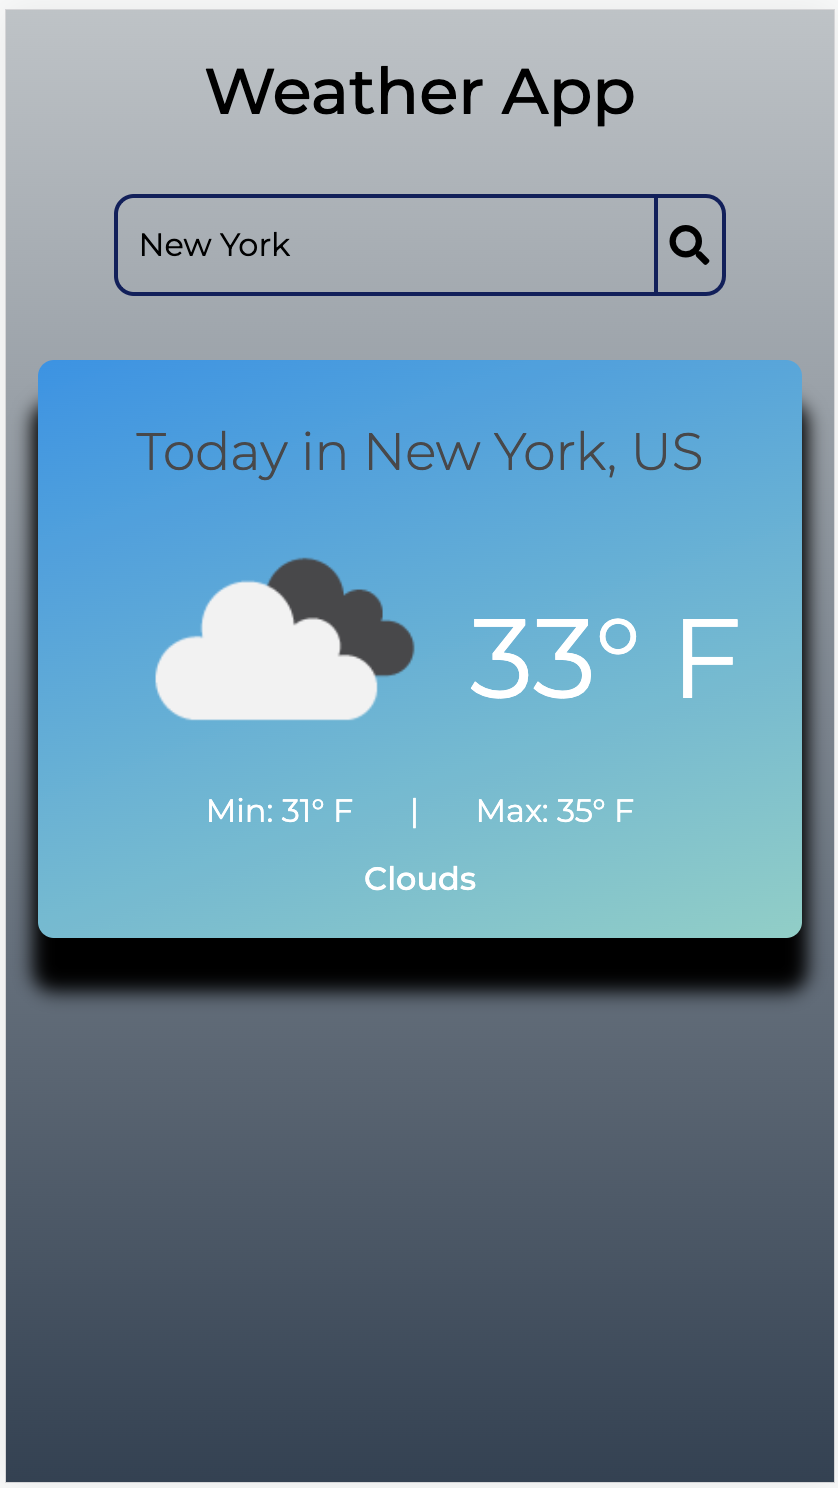 Weather App
New York
Today in New York, US
33° F
Min: 31° F | Max: 35° F
Clouds